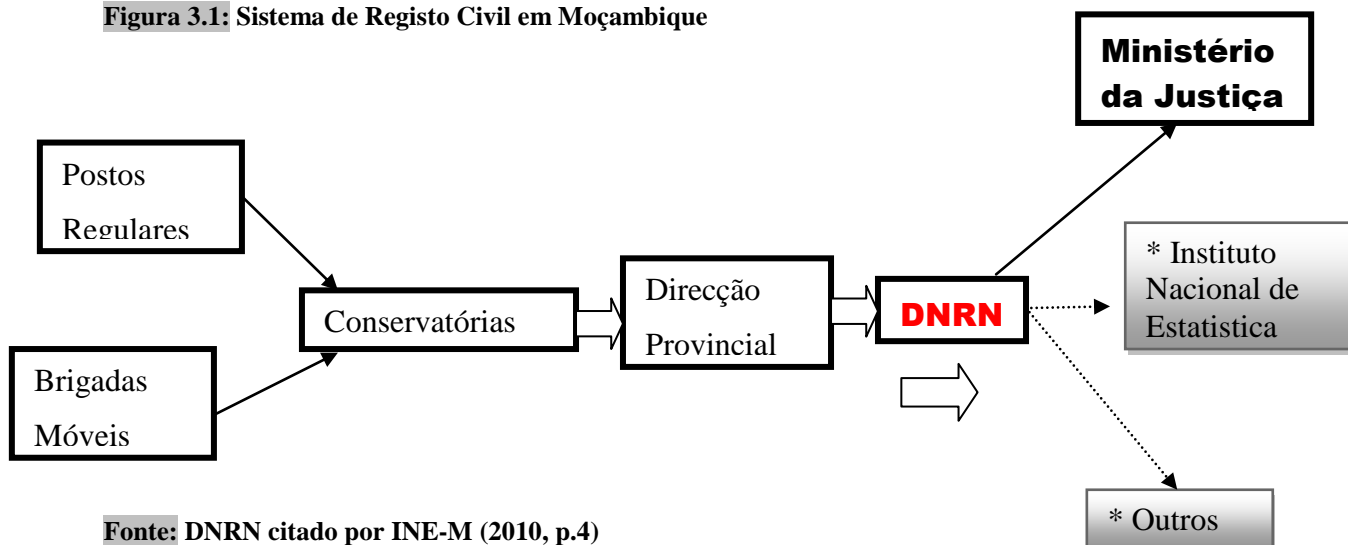 Figura 3.1: Sistema de Registo Civil em Moçambique
Ministério
da Justiça
Postos
Regulares
* Instituto
Nacional de
Estatistica
Direcção
Provincial
DNRN
Conservatórias
Brigadas
Móveis
* Outros
Fonte: DNRN citado por INE-M (2010, p.4)